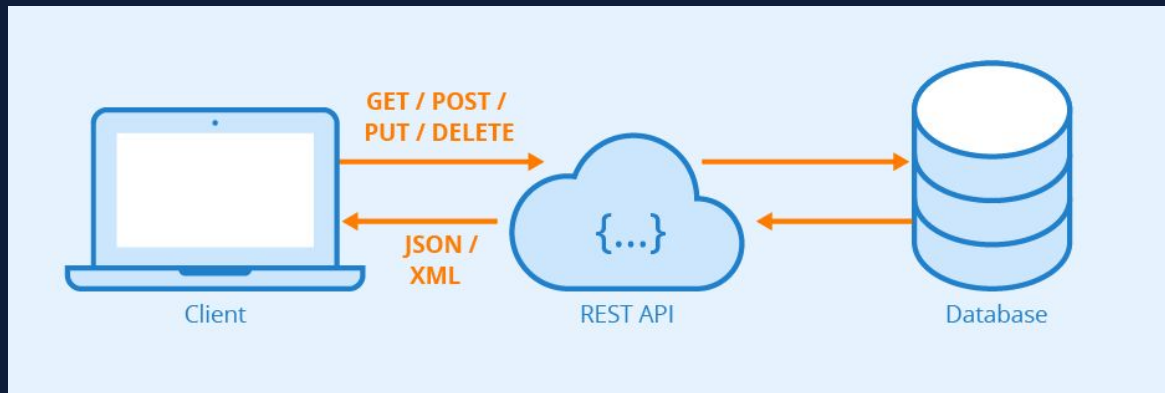 GET / POST /
PUT / DELETE
{...}
JSON /
XML
Client
REST API
Database